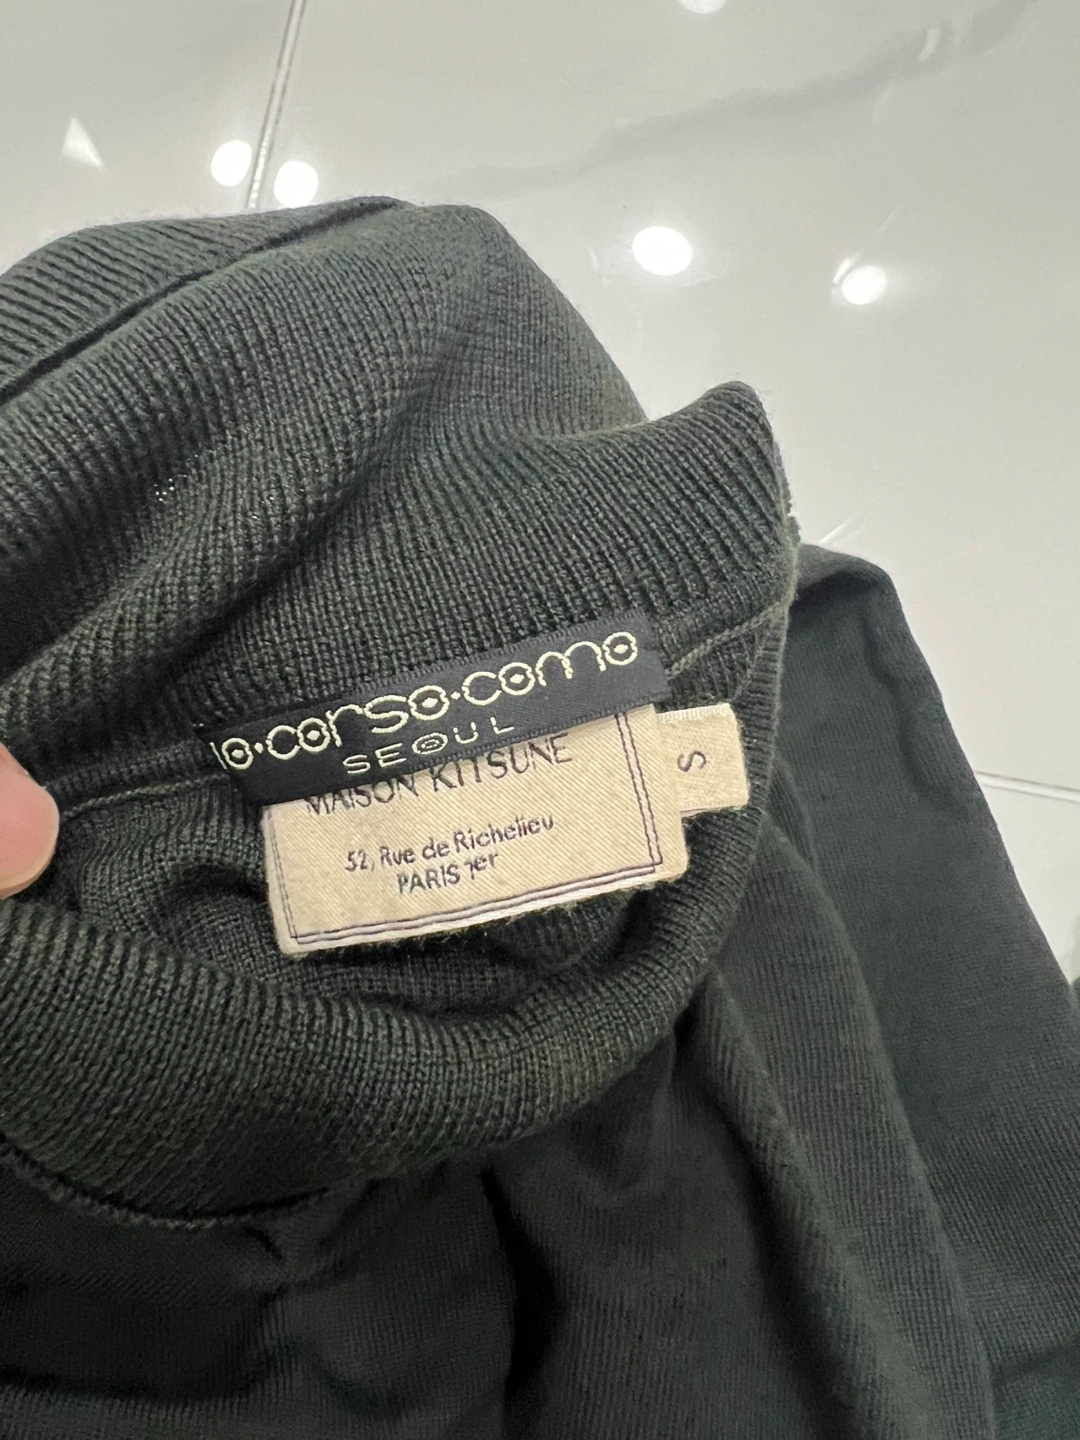 10·corso·como
SEOUL
MAISON KITSUNE
52, Rue de Richelieu
PARIS 1er
S